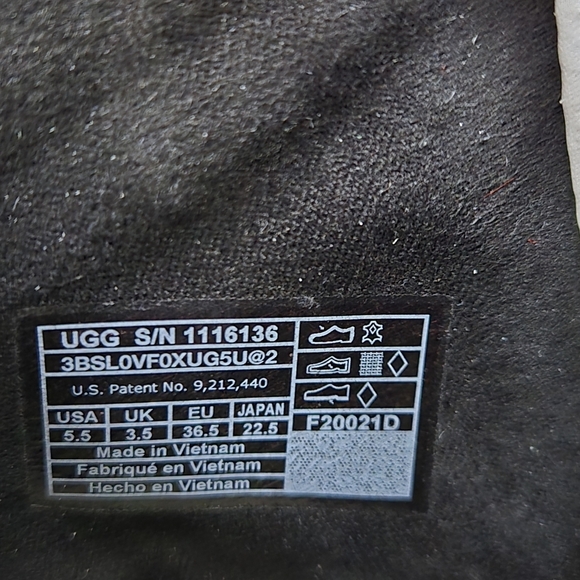 UGG S/N 1116136
3BSL0VF0XUG5U@2
U.S. Patent No. 9,212,440
USA UK EU JAPAN
5.5 3.5 36.5 22.5
F20021D
Made in Vietnam
Fabriqué en Vietnam
Hecho en Vietnam